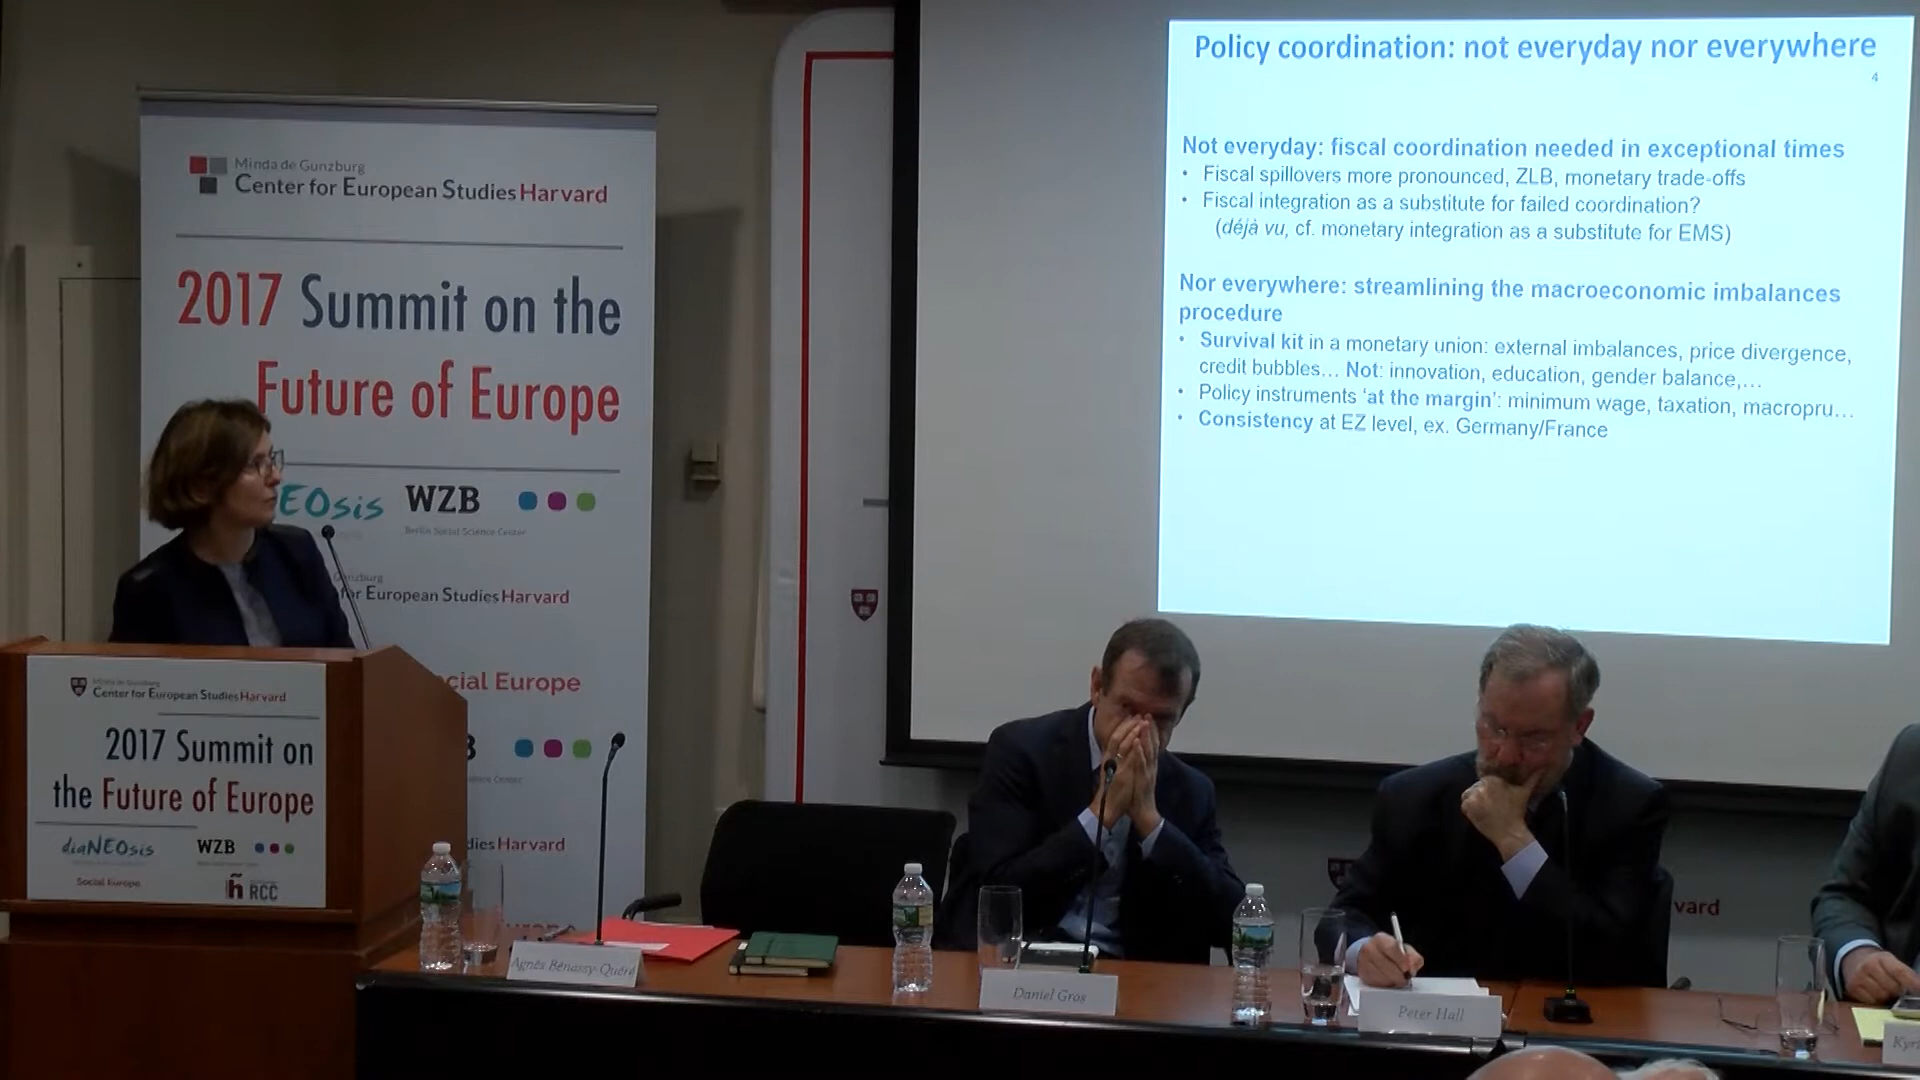 Minda de Gunzburg
Center for European Studies Harvard
2017 Summit on the
Future of Europe
EOsis WZB
Berlin Social Science Center
for European Studies Harvard
cial Europe
dies Harvard
Center for European Studies Harvard
2017 Summit on
the Future of Europe
diaNEOsis WZB
Social Europe RCC
Policy coordination: not everyday nor everywhere
4
Not everyday: fiscal coordination needed in exceptional times
• Fiscal spillovers more pronounced, ZLB, monetary trade-offs
• Fiscal integration as a substitute for failed coordination?
(déjà vu, cf. monetary integration as a substitute for EMS)
Nor everywhere: streamlining the macroeconomic imbalances
procedure
• Survival kit in a monetary union: external imbalances, price divergence,
credit bubbles… Not: innovation, education, gender balance,…
• Policy instruments ‘at the margin’: minimum wage, taxation, macropru…
• Consistency at EZ level, ex. Germany/France
vard
Agnès Bénassy-Quéré
Daniel Gros
Peter Hall
Kyr